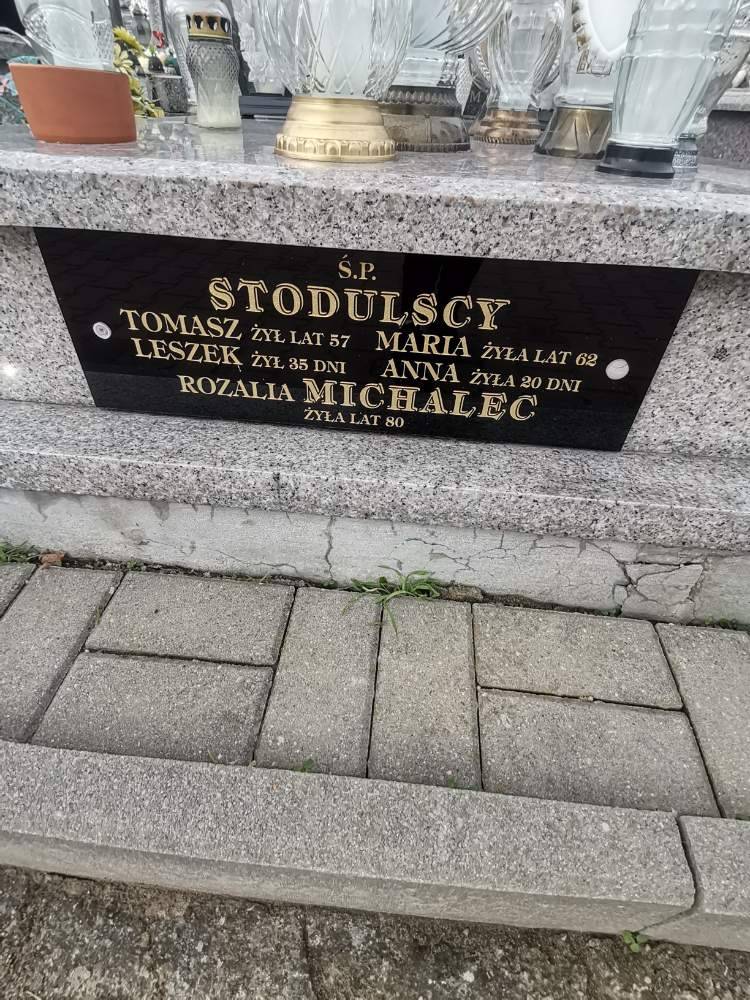 Ś.P.
STODULSCY
TOMASZ ŻYŁ LAT 57 MARIA ŻYŁA LAT 62
LESZEK ŻYŁ 35 DNI ANNA ŻYŁA 20 DNI
ROZALIA MICHALEC
ŻYŁA LAT 80